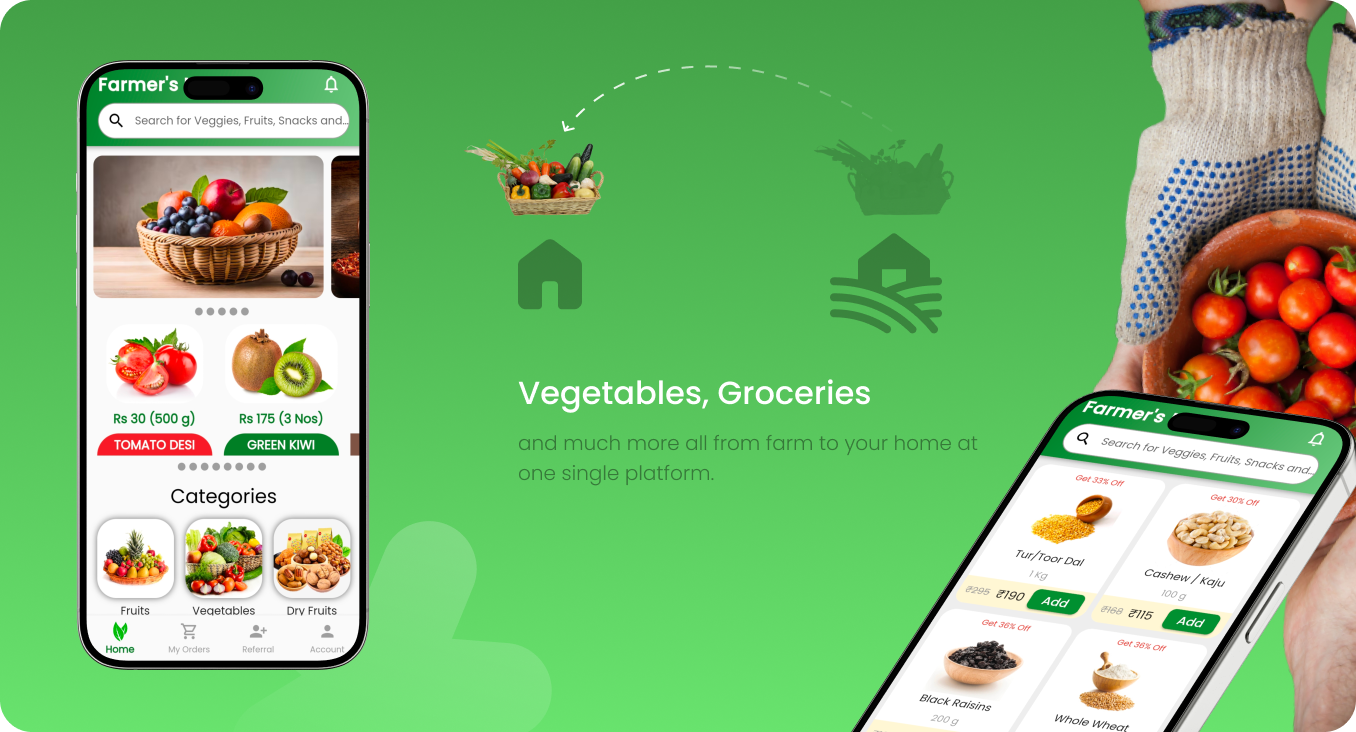 Farmer's
Search for Veggies, Fruits, Snacks and...
Rs 30 (500 g)
Rs 175 (3 Nos)
TOMATO DESI
GREEN KIWI
Categories
Fruits
Vegetables
Dry Fruits
Home
My Orders
Referral
Account
Vegetables, Groceries
and much more all from farm to your home at
one single platform.
Farmer's
Search for Veggies, Fruits, Snacks and...
Get 33% Off
Get 30% Off
Tur/Toor Dal
1 Kg
₹295 ₹190 Add
Cashew / Kaju
100 g
₹168 ₹115 Add
Get 36% Off
Get 36% Off
Black Raisins
200 g
Whole Wheat